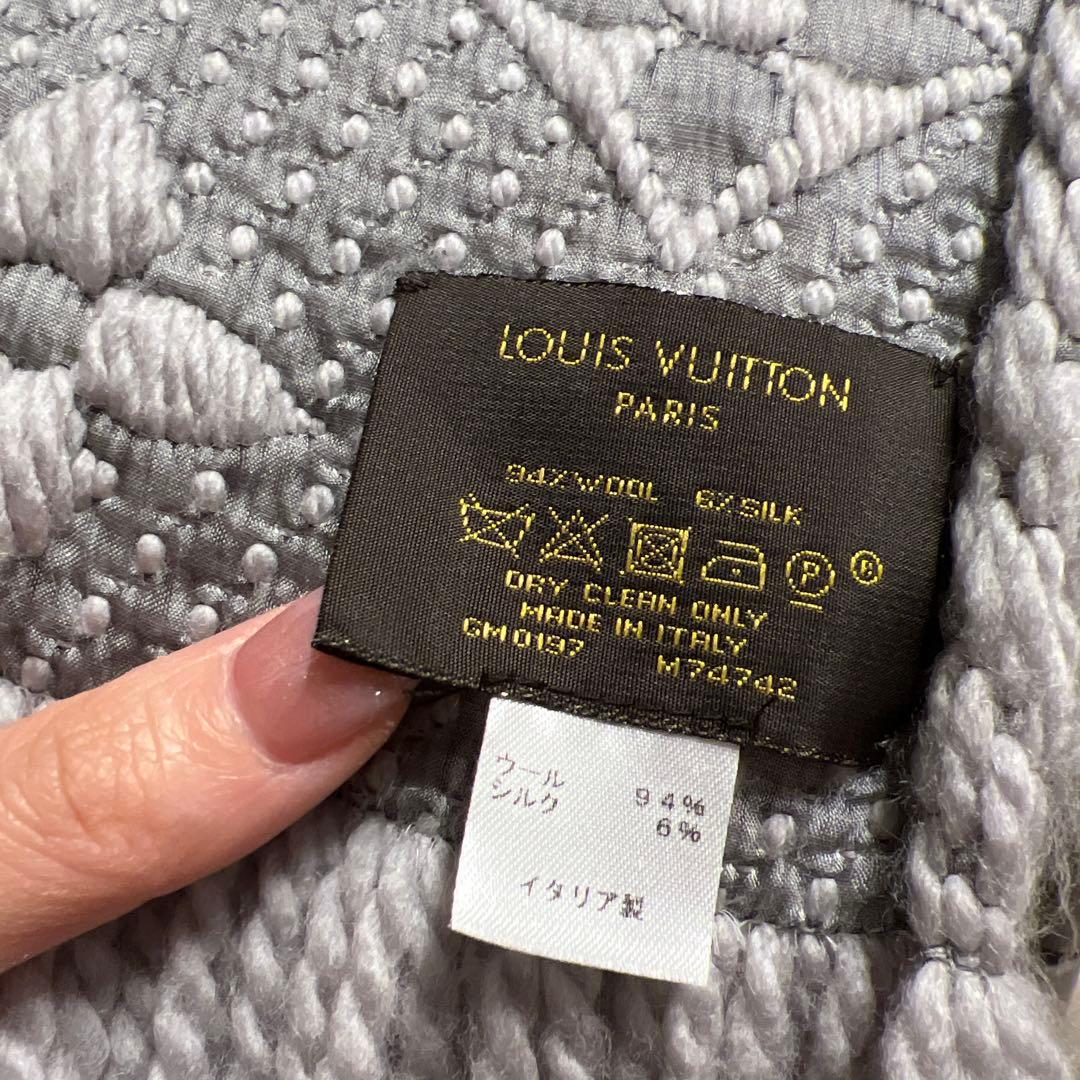 LOUIS VUITTON
PARIS
94%WOOL 6%SILK
P ®
DRY CLEAN ONLY
MADE IN ITALY
GM0197 M74742
ウール 94%
シルク 6%
イタリア製